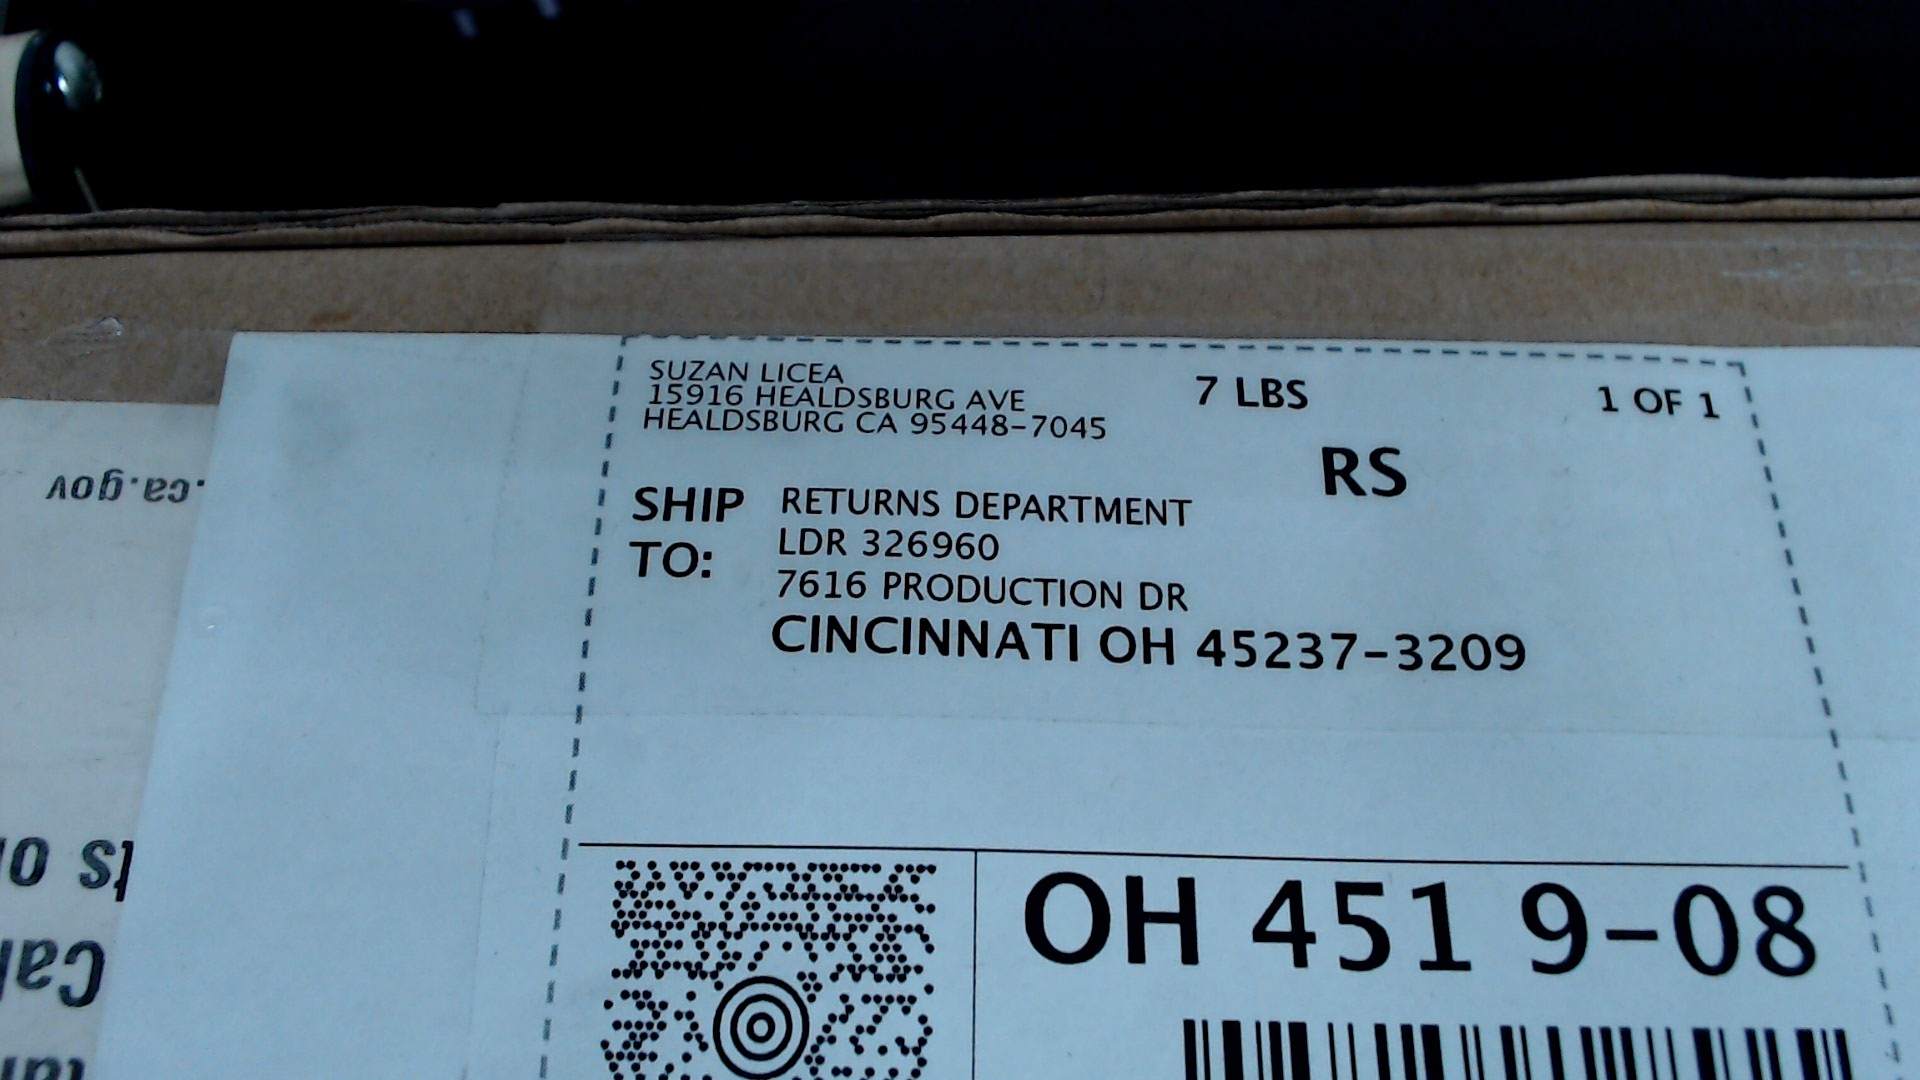 SUZAN LICEA
15916 HEALDSBURG AVE
HEALDSBURG CA 95448-7045
7 LBS
1 OF 1
RS
SHIP TO:
RETURNS DEPARTMENT
LDR 326960
7616 PRODUCTION DR
CINCINNATI OH 45237-3209
OH 451 9-08
.ca.gov